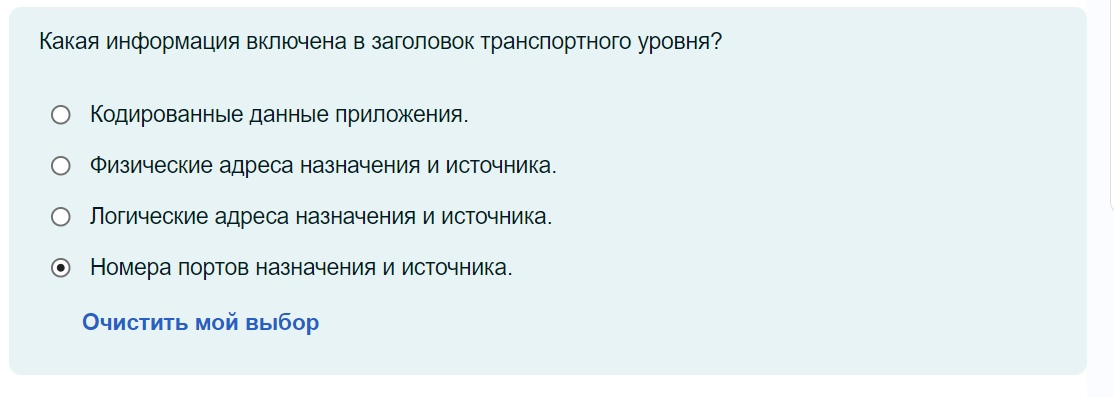 Какая информация включена в заголовок транспортного уровня?
Кодированные данные приложения.
Физические адреса назначения и источника.
Логические адреса назначения и источника.
Номера портов назначения и источника.
Очистить мой выбор